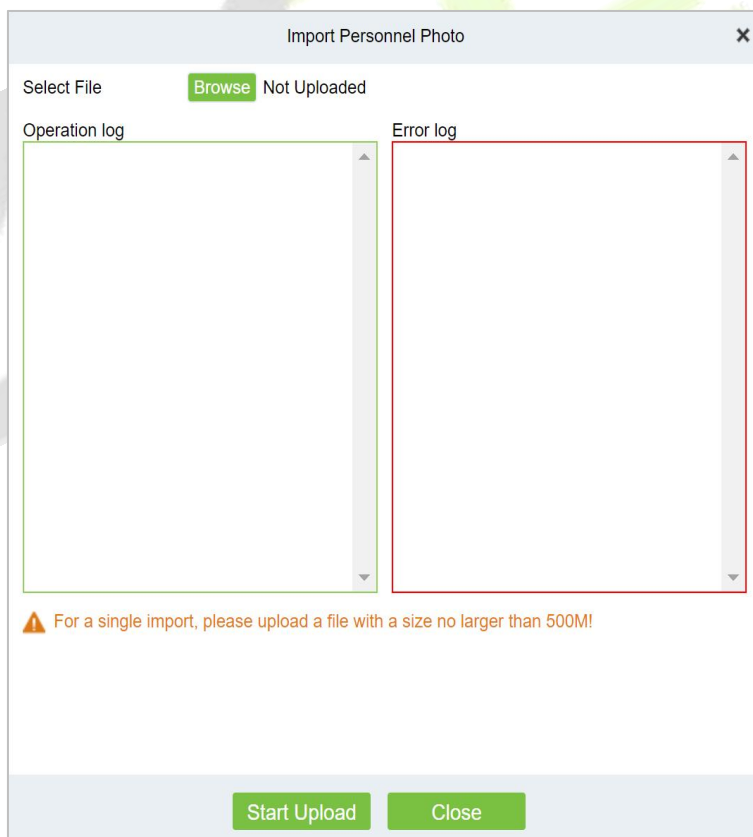 Import Personnel Photo
Select File Browse Not Uploaded
Operation log Error log
For a single import, please upload a file with a size no larger than 500M!
Start Upload Close